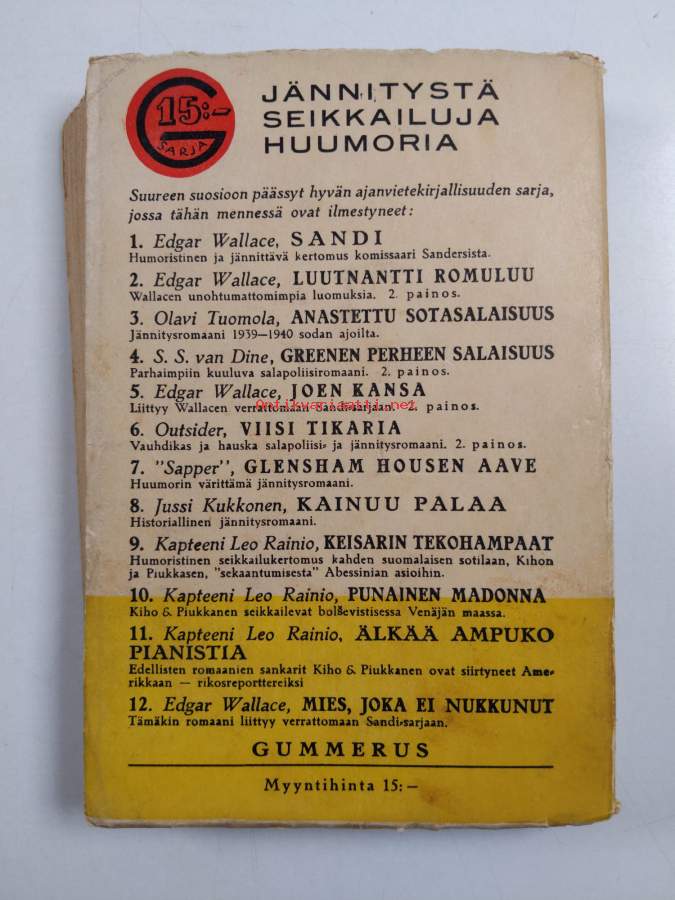 15:-
SARJA
JÄNNITYSTÄ
SEIKKAILUJA
HUUMORIA
Suureen suosioon päässyt hyvän ajanvietekirjallisuuden sarja,
jossa tähän mennessä ovat ilmestyneet:
1. Edgar Wallace, SANDI
Humoristinen ja jännittävä kertomus komissaari Sandersista.
2. Edgar Wallace, LUUTNANTTI ROMULUU
Wallacen unohtumattomimpia luomuksia. 2. painos.
3. Olavi Tuomola, ANASTETTU SOTASALAISUUS
Jännitysromaani 1939—1940 sodan ajoilta.
4. S. S. van Dine, GREENEN PERHEEN SALAISUUS
Parhaimpiin kuuluva salapoliisiromaani. 2. painos.
5. Edgar Wallace, JOEN KANSA
Liittyy Wallacen verrattomaan Sandi-sarjaan. 2. painos.
Antikvariaatti.net
6. Outsider, VIISI TIKARIA
Vauhdikas ja hauska salapoliisi- ja jännitysromaani. 2. painos.
7. "Sapper", GLENSHAM HOUSEN AAVE
Huumorin värittämä jännitysromaani.
8. Jussi Kukkonen, KAINUU PALAA
Historiallinen jännitysromaani.
9. Kapteeni Leo Rainio, KEISARIN TEKOHAMPAAT
Humoristinen seikkailukertomus kahden suomalaisen sotilaan, Kihon
ja Piukkasen, "sekaantumisesta" Abessinian asioihin.
10. Kapteeni Leo Rainio, PUNAINEN MADONNA
Kiho & Piukkanen seikkailevat bolševistisessa Venäjän maassa.
11. Kapteeni Leo Rainio, ÄLKÄÄ AMPUKO
PIANISTIA
Edellisten romaanien sankarit Kiho & Piukkanen ovat siirtyneet Ame-
rikkaan — rikosreporttereiksi
12. Edgar Wallace, MIES, JOKA EI NUKKUNUT
Tämäkin romaani liittyy verrattomaan Sandi-sarjaan.
GUMMERUS
Myyntihinta 15:—